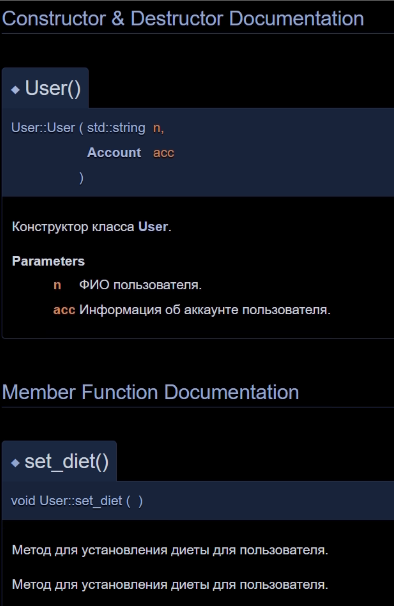 Constructor & Destructor Documentation
◆ User()
User::User ( std::string n,
Account acc
)
Конструктор класса User.
Parameters
n ФИО пользователя.
acc Информация об аккаунте пользователя.
Member Function Documentation
◆ set_diet()
void User::set_diet ( )
Метод для установления диеты для пользователя.
Метод для установления диеты для пользователя.